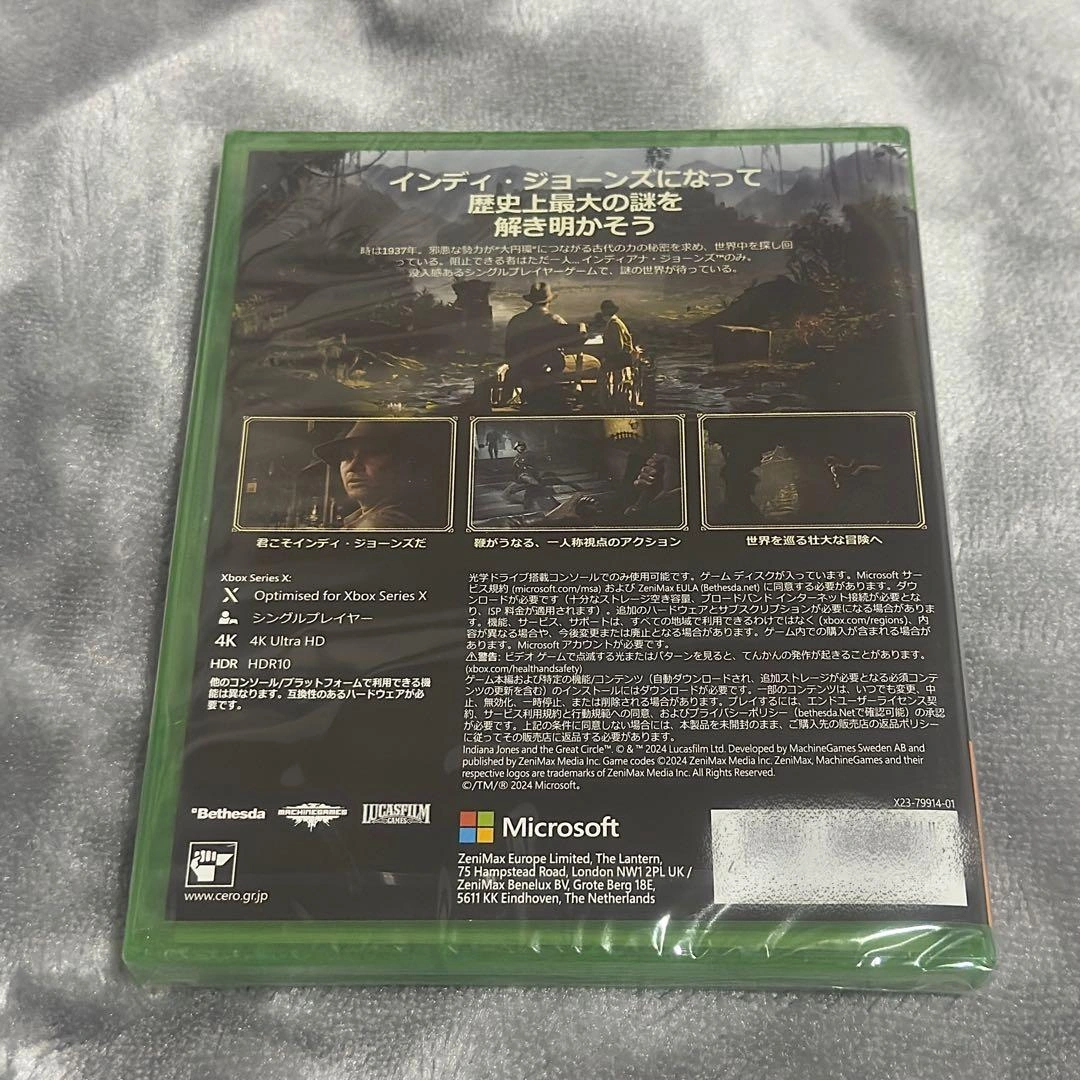 インディ・ジョーンズになって
歴史上最大の謎を
解き明かそう
時は1937年。邪悪な勢力が"大円環"につながる古代の力の秘密を求め、世界中を探し回
っている。阻止できる者はただ一人... インディアナ・ジョーンズ™のみ。
没入感あるシングルプレイヤーゲームで、謎の世界が待っている。
君こそインディ・ジョーンズだ
鞭がうなる、一人称視点のアクション
世界を巡る壮大な冒険へ
Xbox Series X:
X Optimised for Xbox Series X
シングルプレイヤー
4K 4K Ultra HD
HDR HDR10
他のコンソール/プラットフォームで利用できる機
能は異なります。互換性のあるハードウェアが必
要です。
光学ドライブ搭載コンソールでのみ使用可能です。ゲーム ディスクが入っています。Microsoft サー
ビス規約 (microsoft.com/msa) および ZeniMax EULA (Bethesda.net) に同意する必要があります。ダウ
ンロードが必要です（十分なストレージ空き容量、ブロードバンド インターネット接続が必要とな
り、ISP 料金が適用されます）。追加のハードウェアとサブスクリプションが必要になる場合がありま
す。機能、サービス、サポートは、すべての地域で利用できるわけではなく (xbox.com/regions)、内
容が異なる場合や、今後変更または廃止となる場合があります。ゲーム内での購入が含まれる場合が
あります。Microsoft アカウントが必要です。
⚠警告: ビデオ ゲームで点滅する光またはパターンを見ると、てんかんの発作が起きることがあります。
(xbox.com/healthandsafety)
ゲーム本編および特定の機能/コンテンツ（自動ダウンロードされ、追加ストレージが必要となる必須コンテ
ンツの更新を含む）のインストールにはダウンロードが必要です。一部のコンテンツは、いつでも変更、中
止、無効化、一時停止、または削除される場合があります。プレイするには、エンドユーザーライセンス契
約、サービス利用規約と行動規範への同意、およびプライバシーポリシー（bethesda.Netで確認可能）の承認
が必要です。上記の条件に同意しない場合には、本製品を未開封のまま、ご購入先の販売店の返品ポリシー
に従ってその販売店に返品する必要があります。
Indiana Jones and the Great Circle™. © & ™ 2024 Lucasfilm Ltd. Developed by MachineGames Sweden AB and
published by ZeniMax Media Inc. Game codes ©2024 ZeniMax Media Inc. ZeniMax, MachineGames and their
respective logos are trademarks of ZeniMax Media Inc. All Rights Reserved.
©/TM/® 2024 Microsoft.
X23-79914-01
Bethesda
MACHINEGAMES
LUCASFILM
GAMES
Microsoft
ZeniMax Europe Limited, The Lantern,
75 Hampstead Road, London NW1 2PL UK /
ZeniMax Benelux BV, Grote Berg 18E,
5611 KK Eindhoven, The Netherlands
www.cero.gr.jp